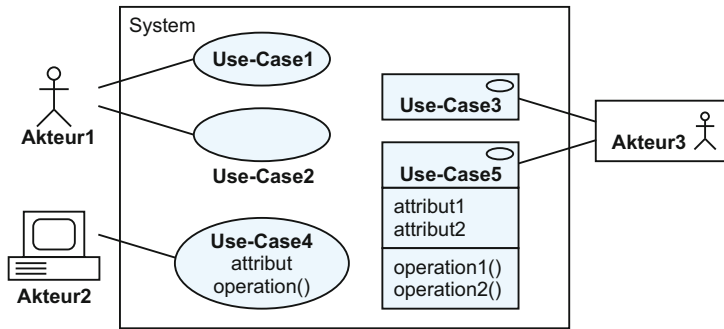 System
Use-Case1
Akteur1
Use-Case2
Use-Case3
Akteur3
Use-Case5
attribut1
attribut2
operation1()
operation2()
Use-Case4
attribut
operation()
Akteur2